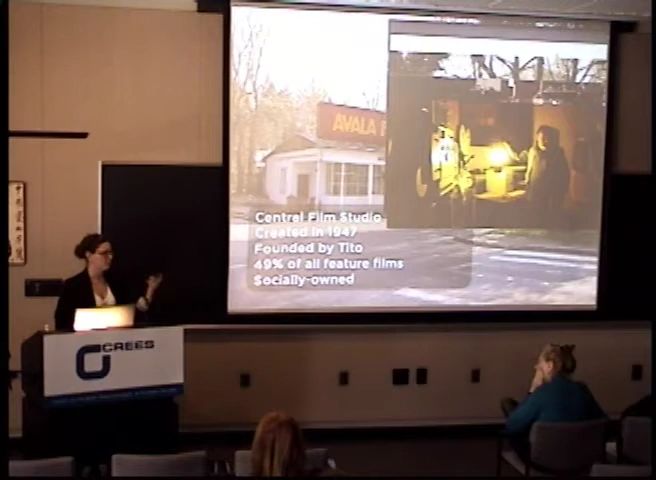 AVALA F
Central Film Studio
Created in 1947
Founded by Tito
49% of all feature films
Socially-owned
CREES